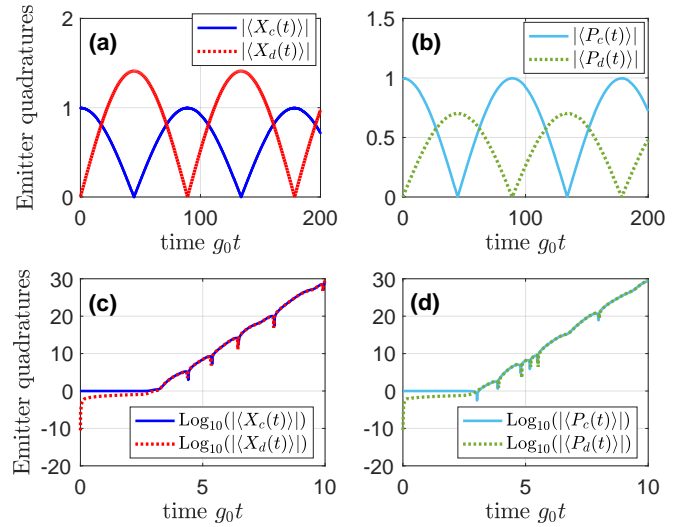 (a)
|⟨X_c(t)⟩|
|⟨X_d(t)⟩|
Emitter quadratures
2
1
0
0
100
200
time g_0t
(b)
|⟨P_c(t)⟩|
|⟨P_d(t)⟩|
1.5
1
0.5
0
0
100
200
time g_0t
(c)
Emitter quadratures
30
20
10
0
-10
-20
Log_10(|⟨X_c(t)⟩|)
Log_10(|⟨X_d(t)⟩|)
0
5
10
time g_0t
(d)
30
20
10
0
-10
-20
Log_10(|⟨P_c(t)⟩|)
Log_10(|⟨P_d(t)⟩|)
0
5
10
time g_0t